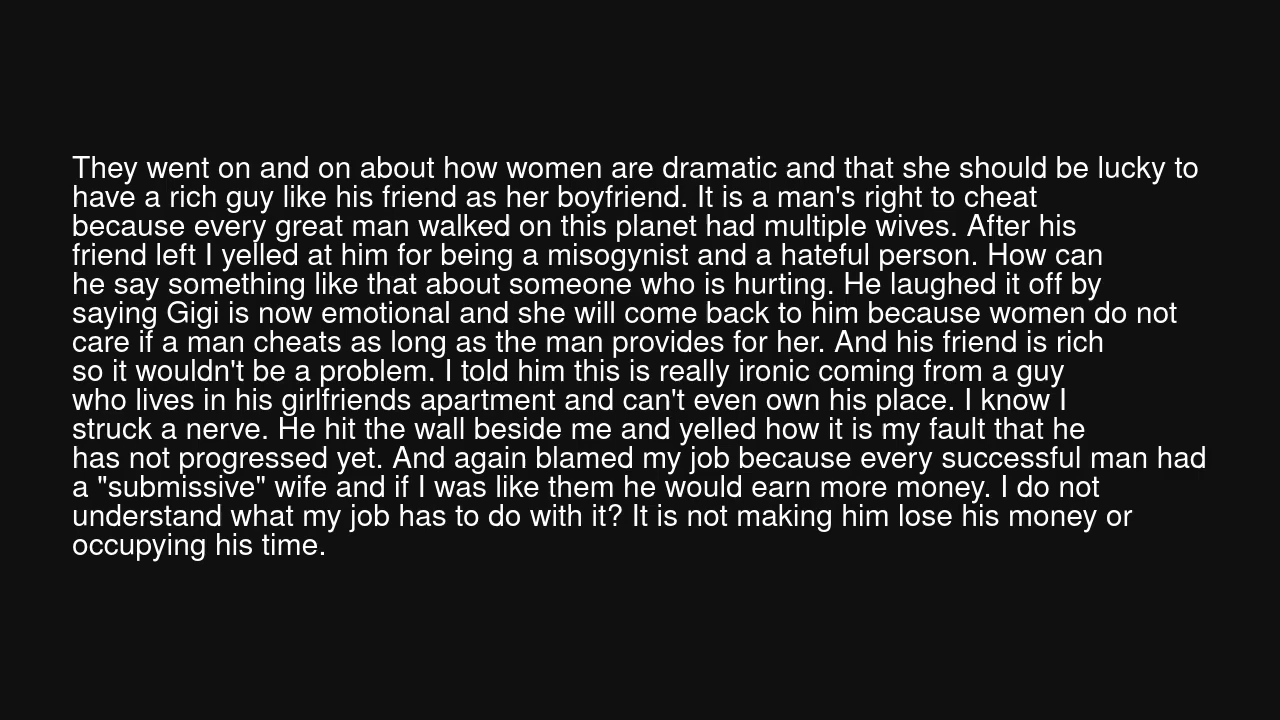 They went on and on about how women are dramatic and that she should be lucky to
have a rich guy like his friend as her boyfriend. It is a man's right to cheat
because every great man walked on this planet had multiple wives. After his
friend left I yelled at him for being a misogynist and a hateful person. How can
he say something like that about someone who is hurting. He laughed it off by
saying Gigi is now emotional and she will come back to him because women do not
care if a man cheats as long as the man provides for her. And his friend is rich
so it wouldn't be a problem. I told him this is really ironic coming from a guy
who lives in his girlfriends apartment and can't even own his place. I know I
struck a nerve. He hit the wall beside me and yelled how it is my fault that he
has not progressed yet. And again blamed my job because every successful man had
a "submissive" wife and if I was like them he would earn more money. I do not
understand what my job has to do with it? It is not making him lose his money or
occupying his time.